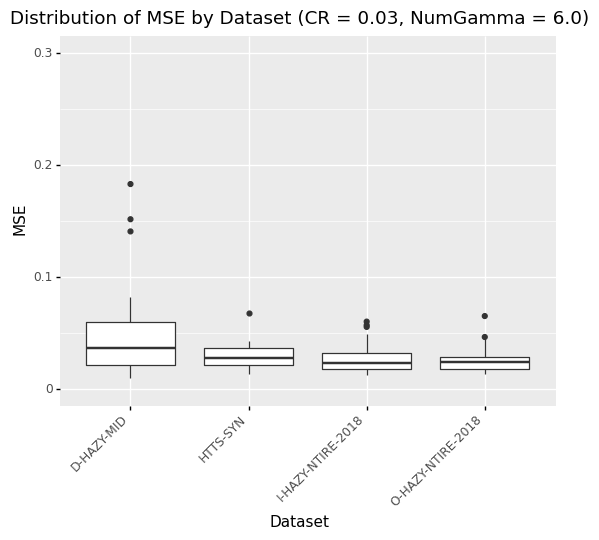 Distribution of MSE by Dataset (CR = 0.03, NumGamma = 6.0)
0.3
0.2
0.1
0
MSE
D-HAZY-MID
HTTS-SYN
I-HAZY-NTIRE-2018
O-HAZY-NTIRE-2018
Dataset